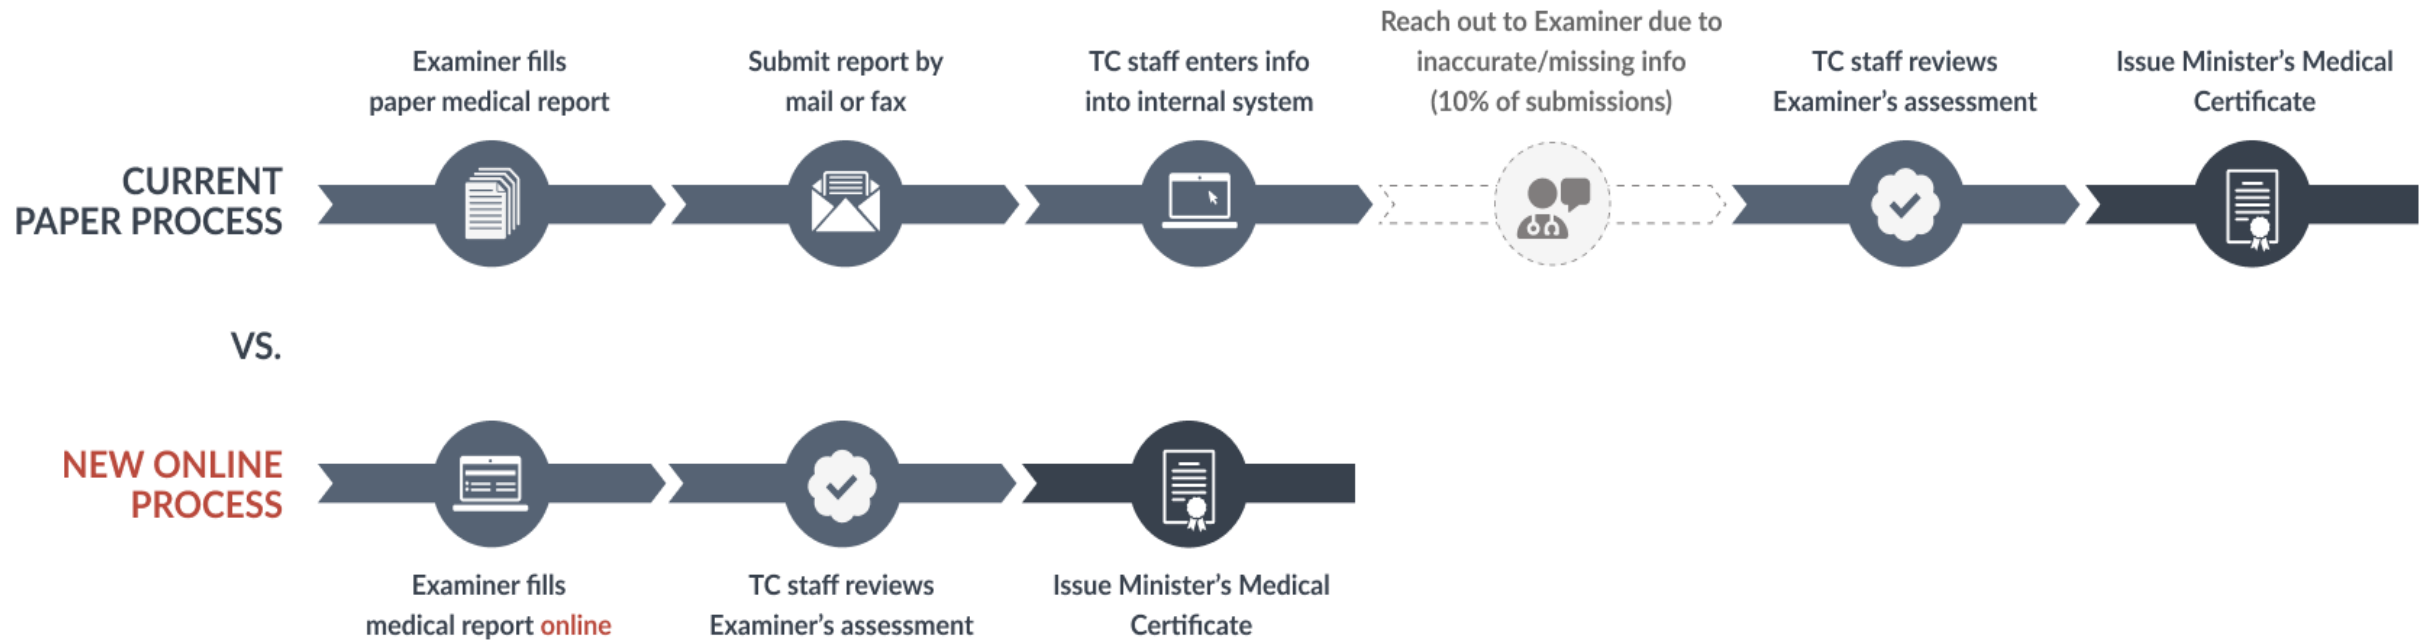 Examiner fills
paper medical report
Submit report by
mail or fax
TC staff enters info
into internal system
Reach out to Examiner due to
inaccurate/missing info
(10% of submissions)
TC staff reviews
Examiner’s assessment
Issue Minister’s Medical
Certificate
CURRENT
PAPER PROCESS
VS.
NEW ONLINE
PROCESS
Examiner fills
medical report online
TC staff reviews
Examiner’s assessment
Issue Minister’s Medical
Certificate